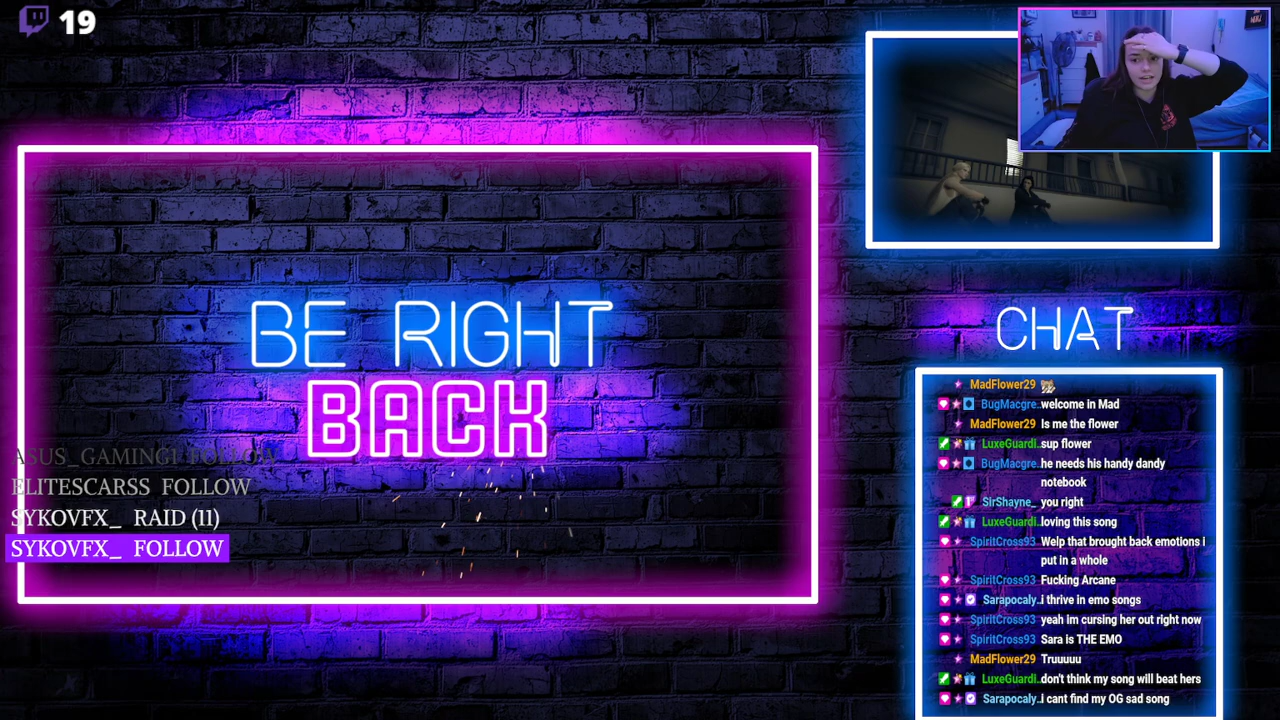 19
BE RIGHT
BACK
ASUS_GAMING1 FOLLOW
ELITESCARSS FOLLOW
SYKOVFX_ RAID (11)
SYKOVFX_ FOLLOW
CHAT
MadFlower29
BugMacgre..welcome in Mad
MadFlower29 Is me the flower
LuxeGuardi..sup flower
BugMacgre..he needs his handy dandy
notebook
SirShayne_ you right
LuxeGuardi..loving this song
SpiritCross93 Welp that brought back emotions i
put in a whole
SpiritCross93 Fucking Arcane
Sarapocaly..i thrive in emo songs
SpiritCross93 yeah im cursing her out right now
SpiritCross93 Sara is THE EMO
MadFlower29 Truuuuu
LuxeGuardi..don't think my song will beat hers
Sarapocaly..i cant find my OG sad song